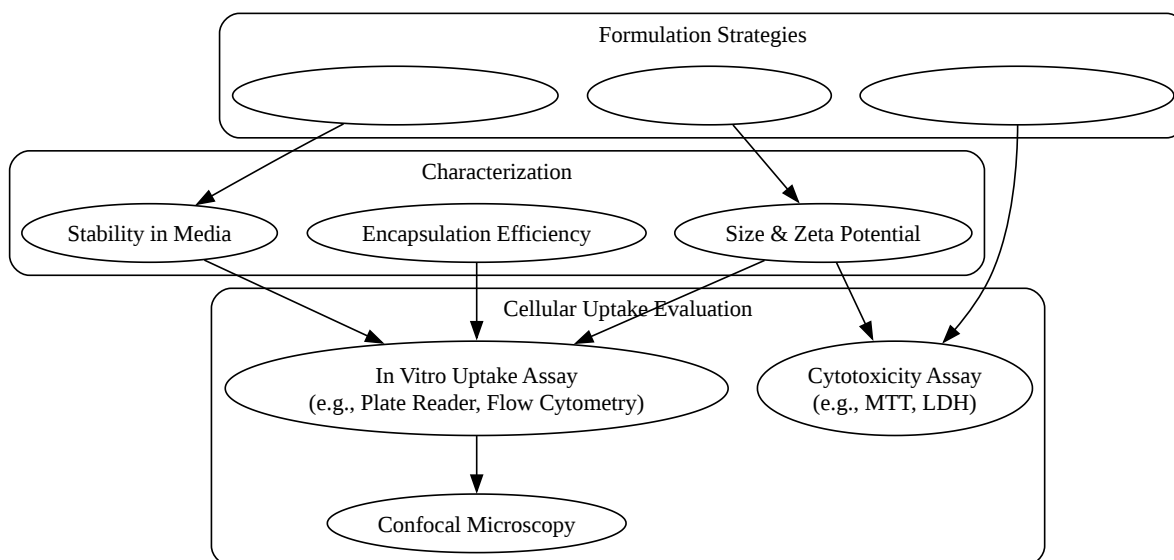 Formulation Strategies
Characterization
Stability in Media
Encapsulation Efficiency
Size & Zeta Potential
Cellular Uptake Evaluation
In Vitro Uptake Assay
(e.g., Plate Reader, Flow Cytometry)
Cytotoxicity Assay
(e.g., MTT, LDH)
Confocal Microscopy